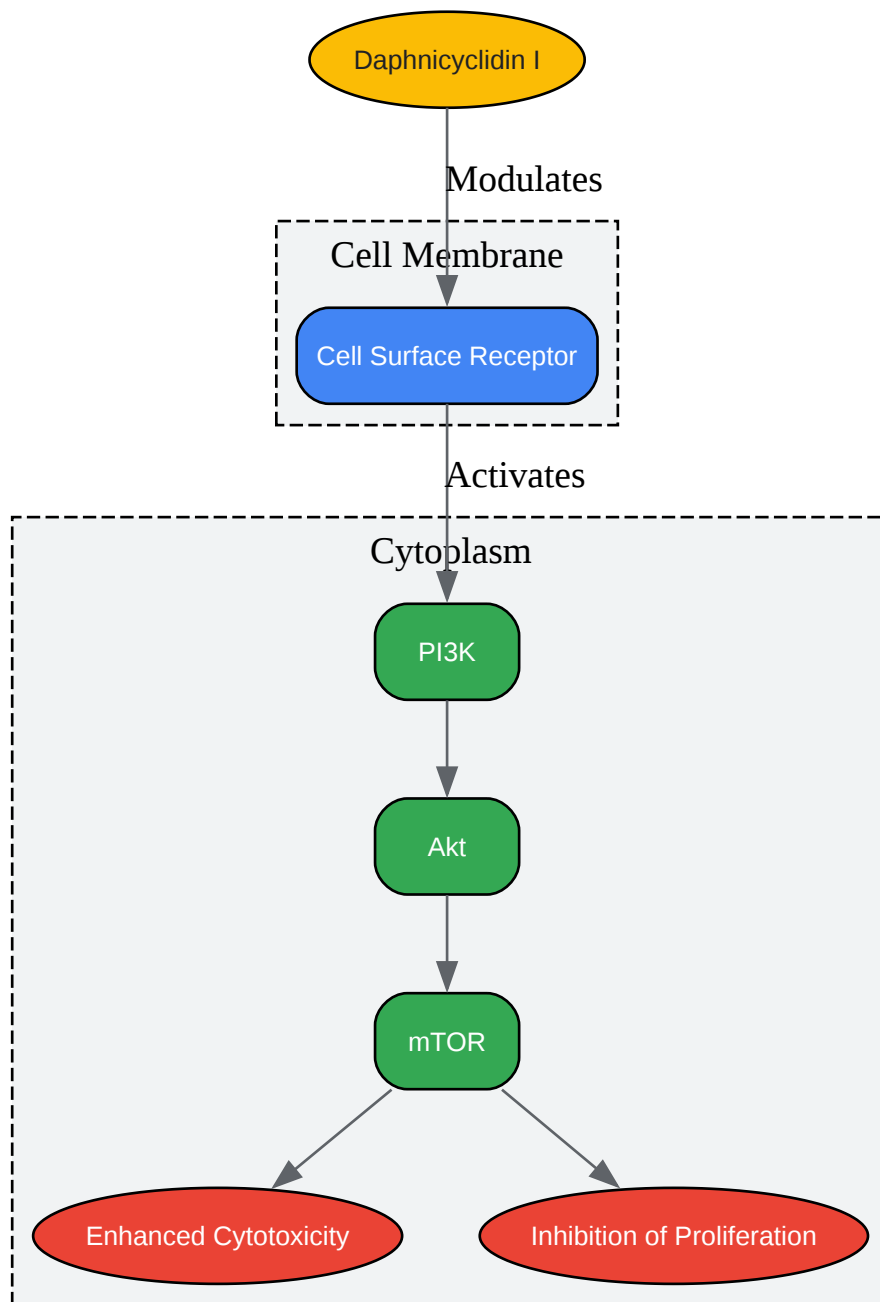 Daphnicyclidin I
Modulates
Cell Membrane
Cell Surface Receptor
Activates
Cytoplasm
PI3K
Akt
mTOR
Enhanced Cytotoxicity
Inhibition of Proliferation